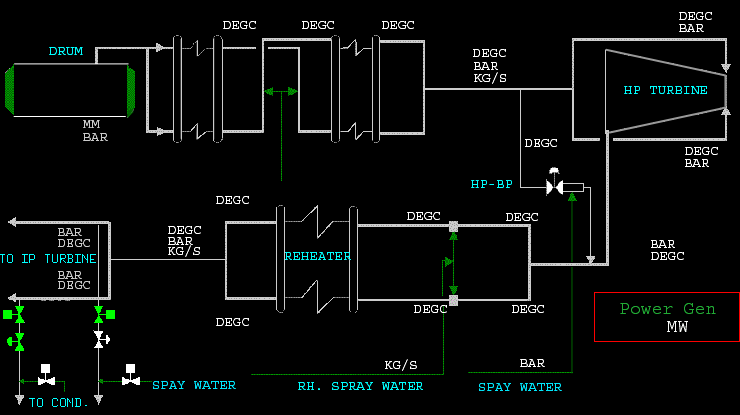 DEGC
DEGC
DEGC
DEGC
BAR
DRUM
DEGC
BAR
KG/S
HP TURBINE
MM
BAR
DEGC
DEGC
BAR
HP-BP
DEGC
DEGC
DEGC
BAR
DEGC
DEGC
BAR
KG/S
BAR
DEGC
TO IP TURBINE
REHEATER
BAR
DEGC
DEGC
DEGC
DEGC
Power Gen
MW
KG/S
BAR
SPAY WATER
RH. SPRAY WATER
SPAY WATER
TO COND.